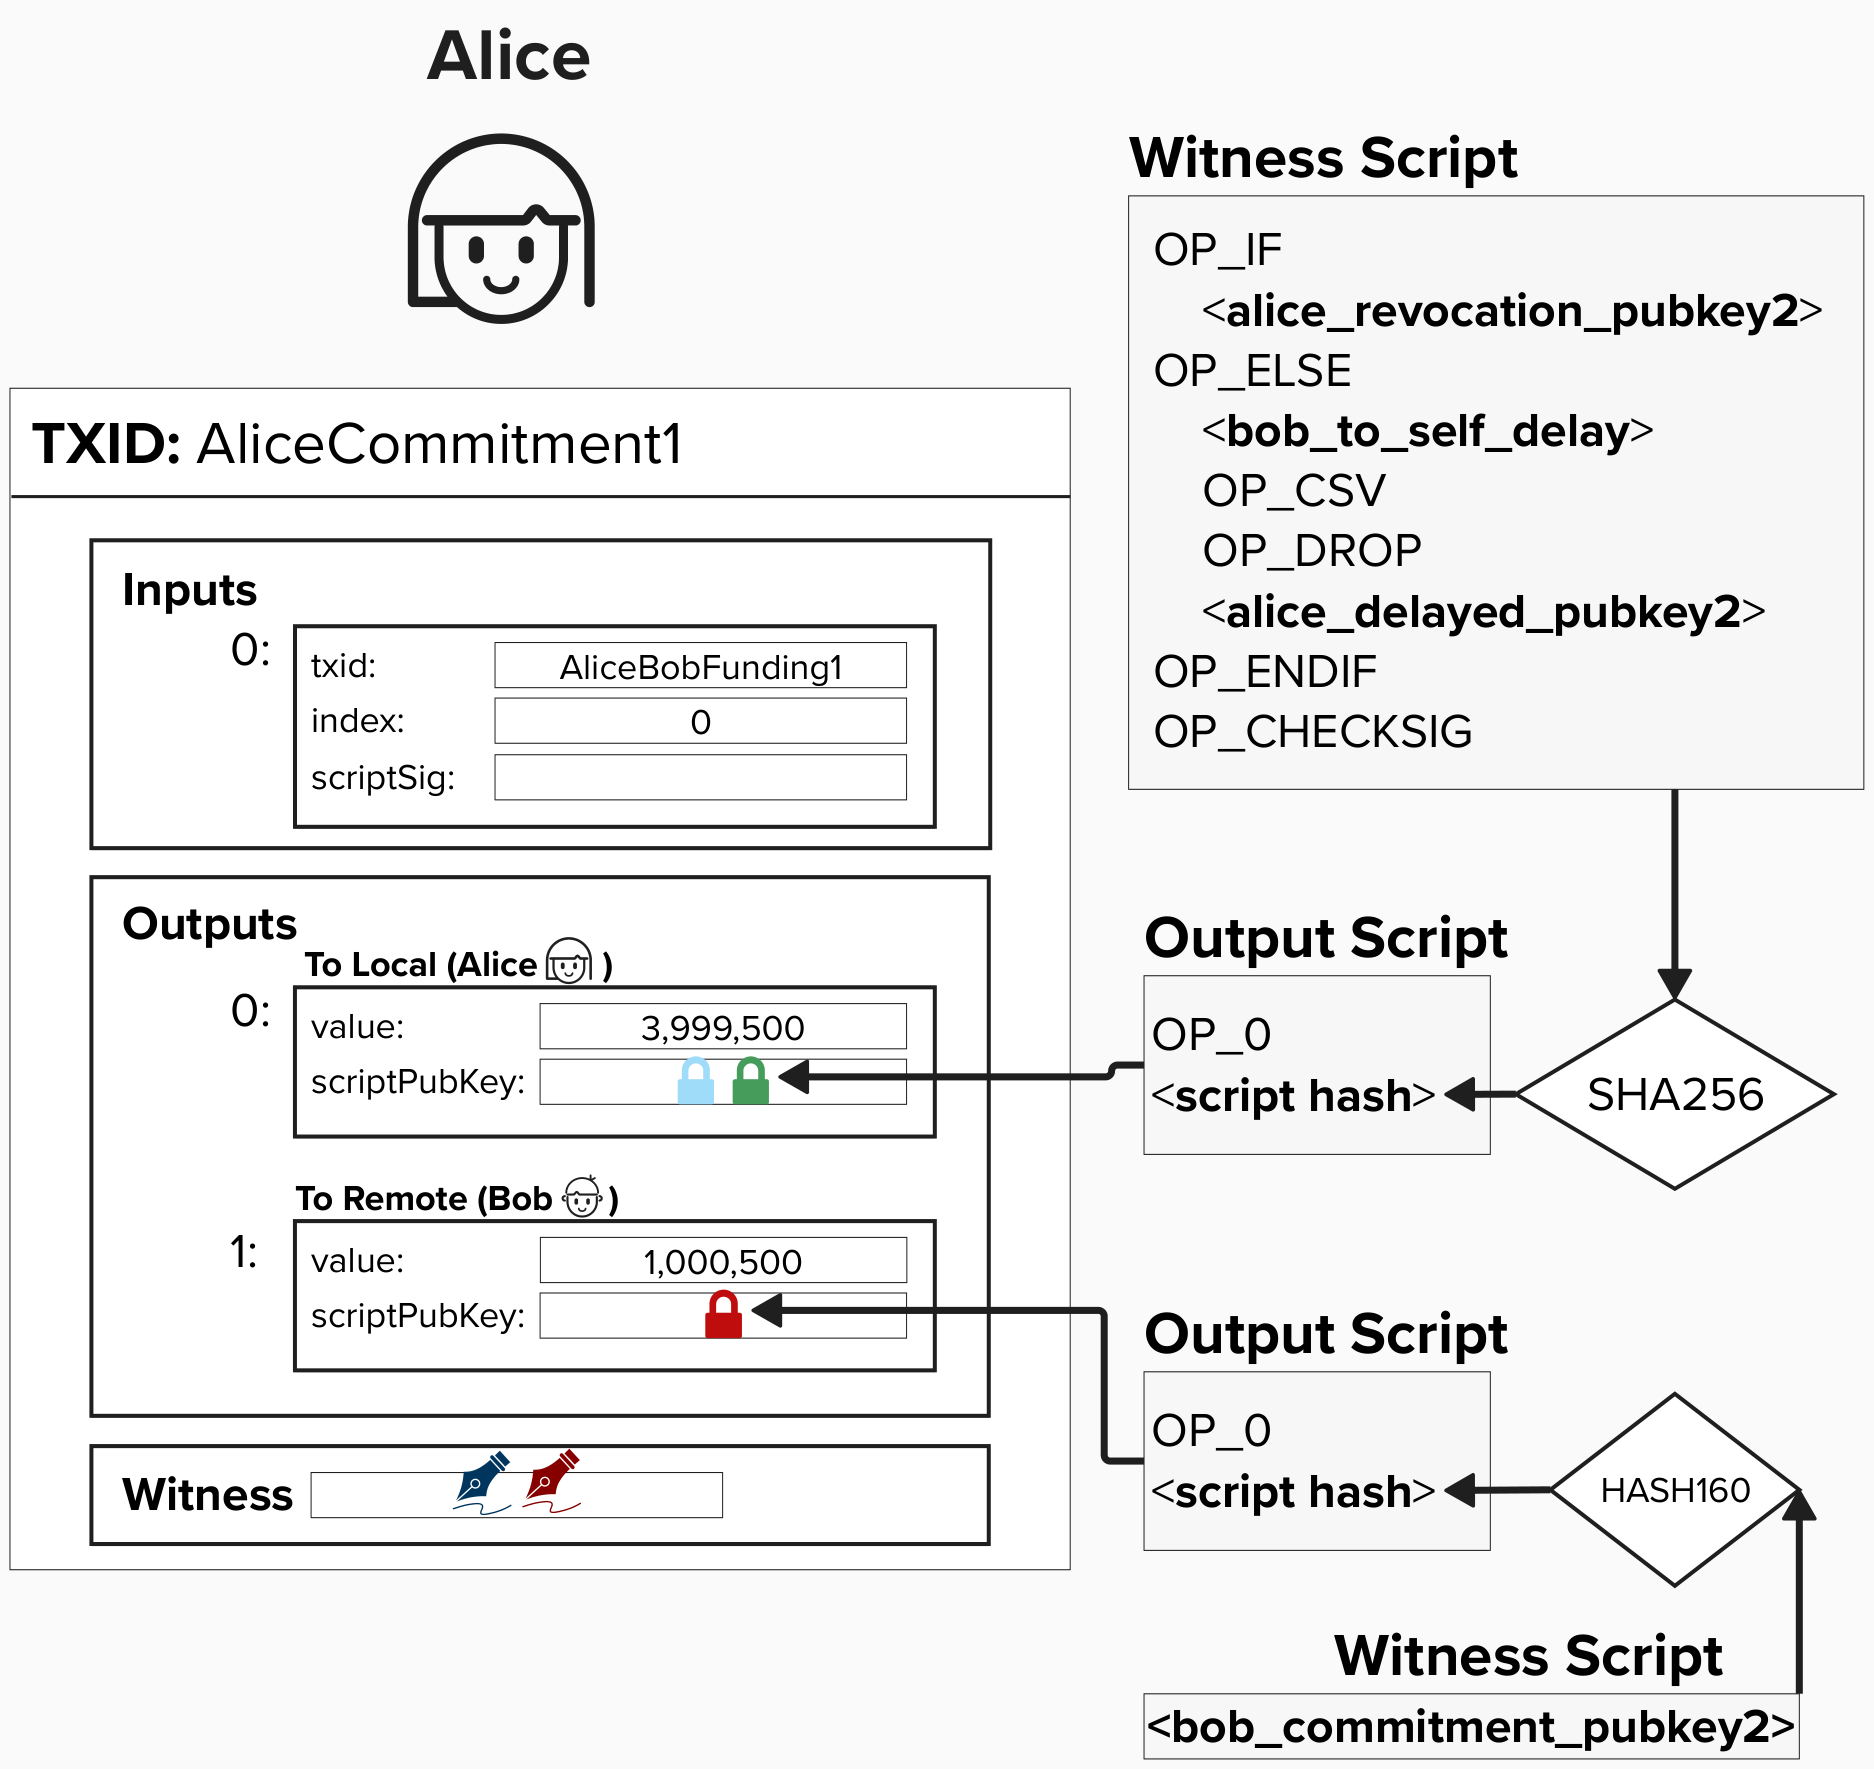 Alice
TXID: AliceCommitment1
Inputs
0:
txid: AliceBobFunding1
index: 0
scriptSig:
Outputs
To Local (Alice )
0:
value: 3,999,500
scriptPubKey:
To Remote (Bob )
1:
value: 1,000,500
scriptPubKey:
Witness
Witness Script
OP_IF
<alice_revocation_pubkey2>
OP_ELSE
<bob_to_self_delay>
OP_CSV
OP_DROP
<alice_delayed_pubkey2>
OP_ENDIF
OP_CHECKSIG
Output Script
OP_0
<script hash>
SHA256
Output Script
OP_0
<script hash>
HASH160
Witness Script
<bob_commitment_pubkey2>